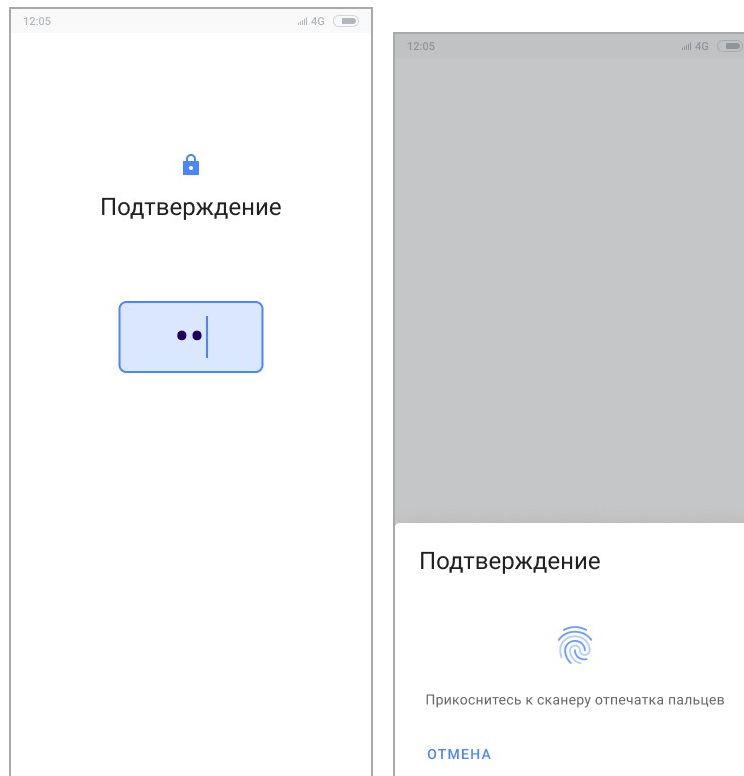 12:05 4G
Подтверждение
12:05 4G
Подтверждение
Прикоснитесь к сканеру отпечатка пальцев
ОТМЕНА